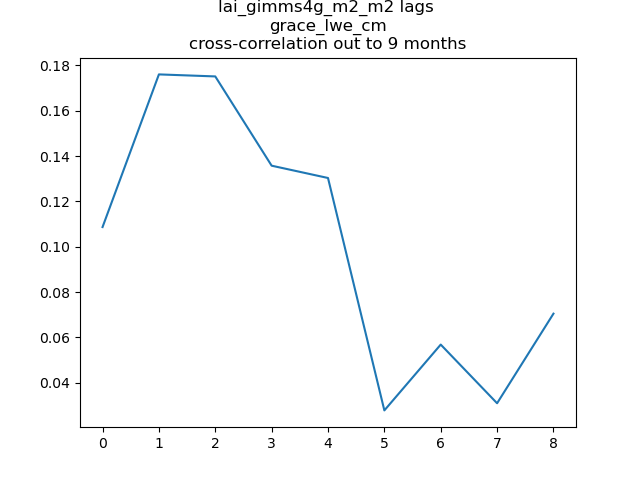 lai_gimms4g_m2_m2 lags
grace_lwe_cm
cross-correlation out to 9 months
0.18
0.16
0.14
0.12
0.10
0.08
0.06
0.04
0 1 2 3 4 5 6 7 8